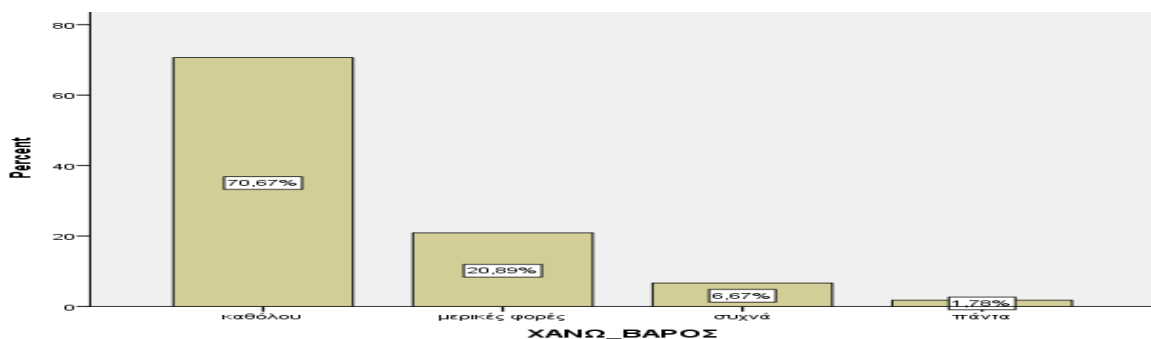 Percent
80
60
40
20
0
70,67%
20,89%
6,67%
1,78%
καθόλου
μερικές φορές
συχνά
πάντα
ΧΑΝΩ_ΒΑΡΟΣ